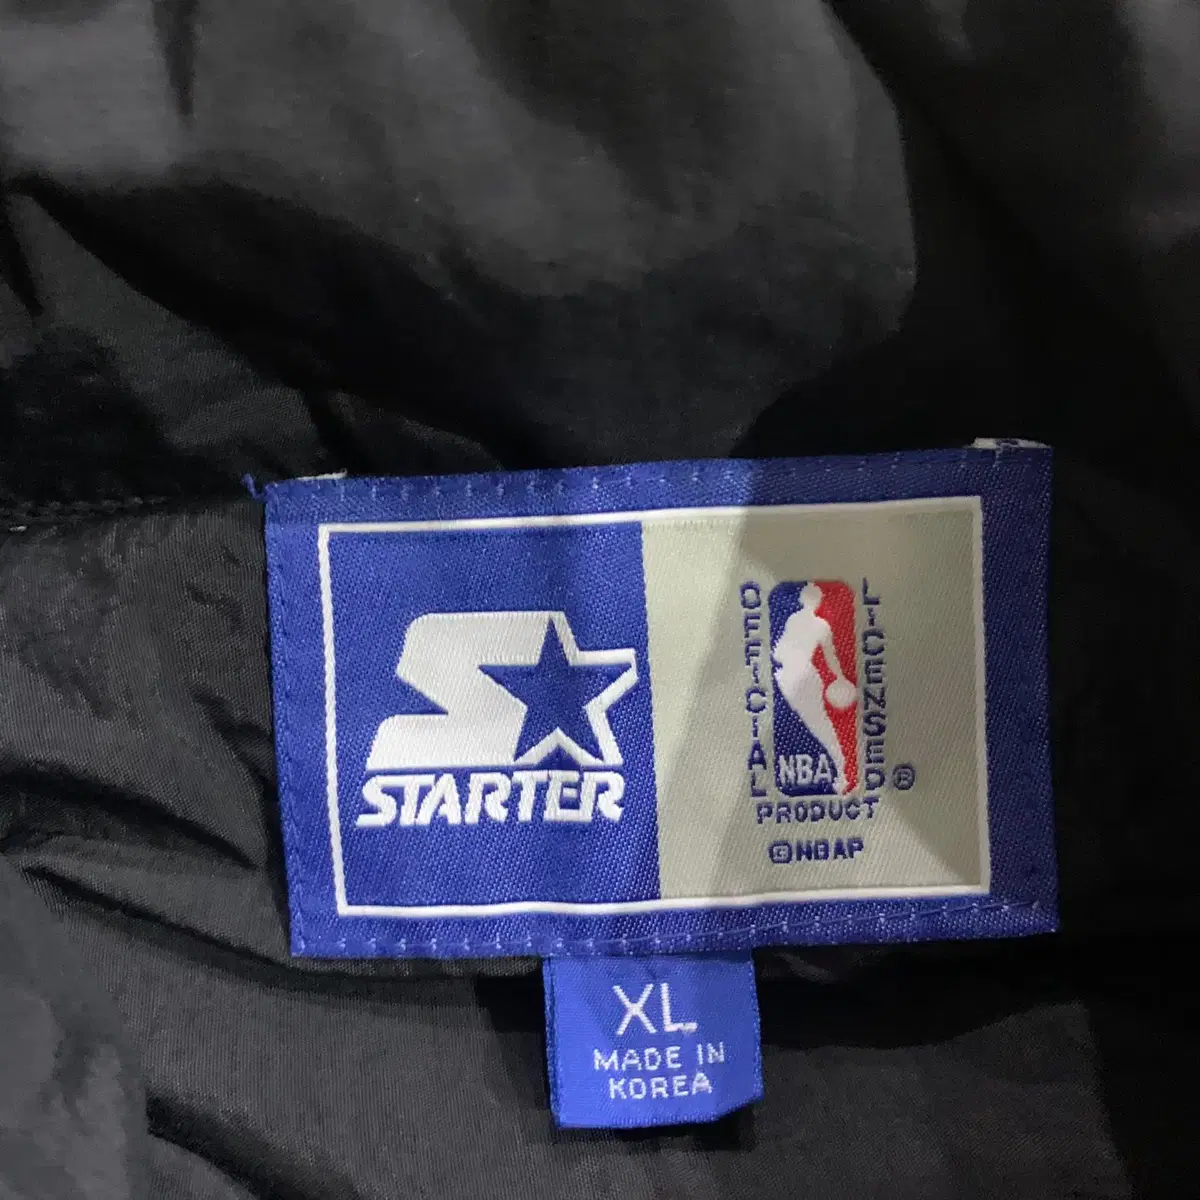 STARTER
OFFICIAL
LICENSED
NBA
®
PRODUCT
©NBAP
XL
MADE IN
KOREA